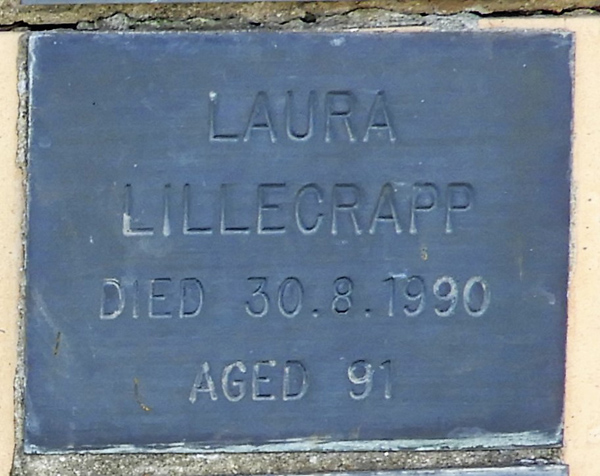 LAURA
LILLECRAPP
DIED 30.8.1990
AGED 91